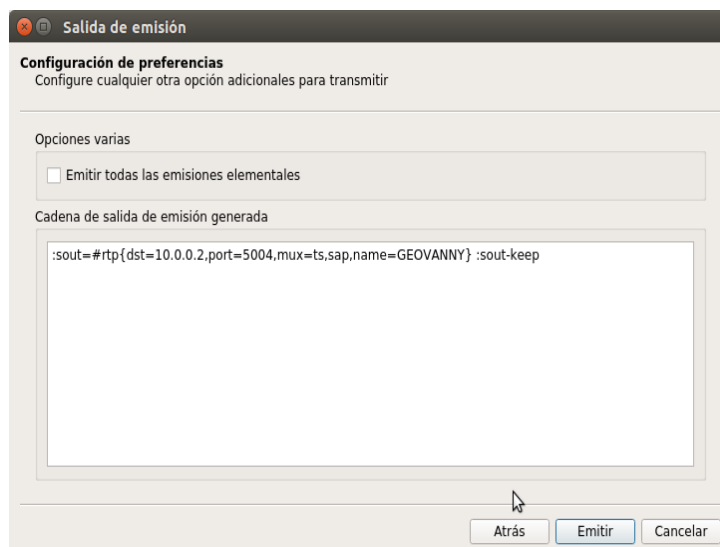 Salida de emisión
Configuración de preferencias
Configure cualquier otra opción adicionales para transmitir
Opciones varias
Emitir todas las emisiones elementales
Cadena de salida de emisión generada
:sout=#rtp{dst=10.0.0.2,port=5004,mux=ts,sap,name=GEOVANNY} :sout-keep
Atrás
Emitir
Cancelar